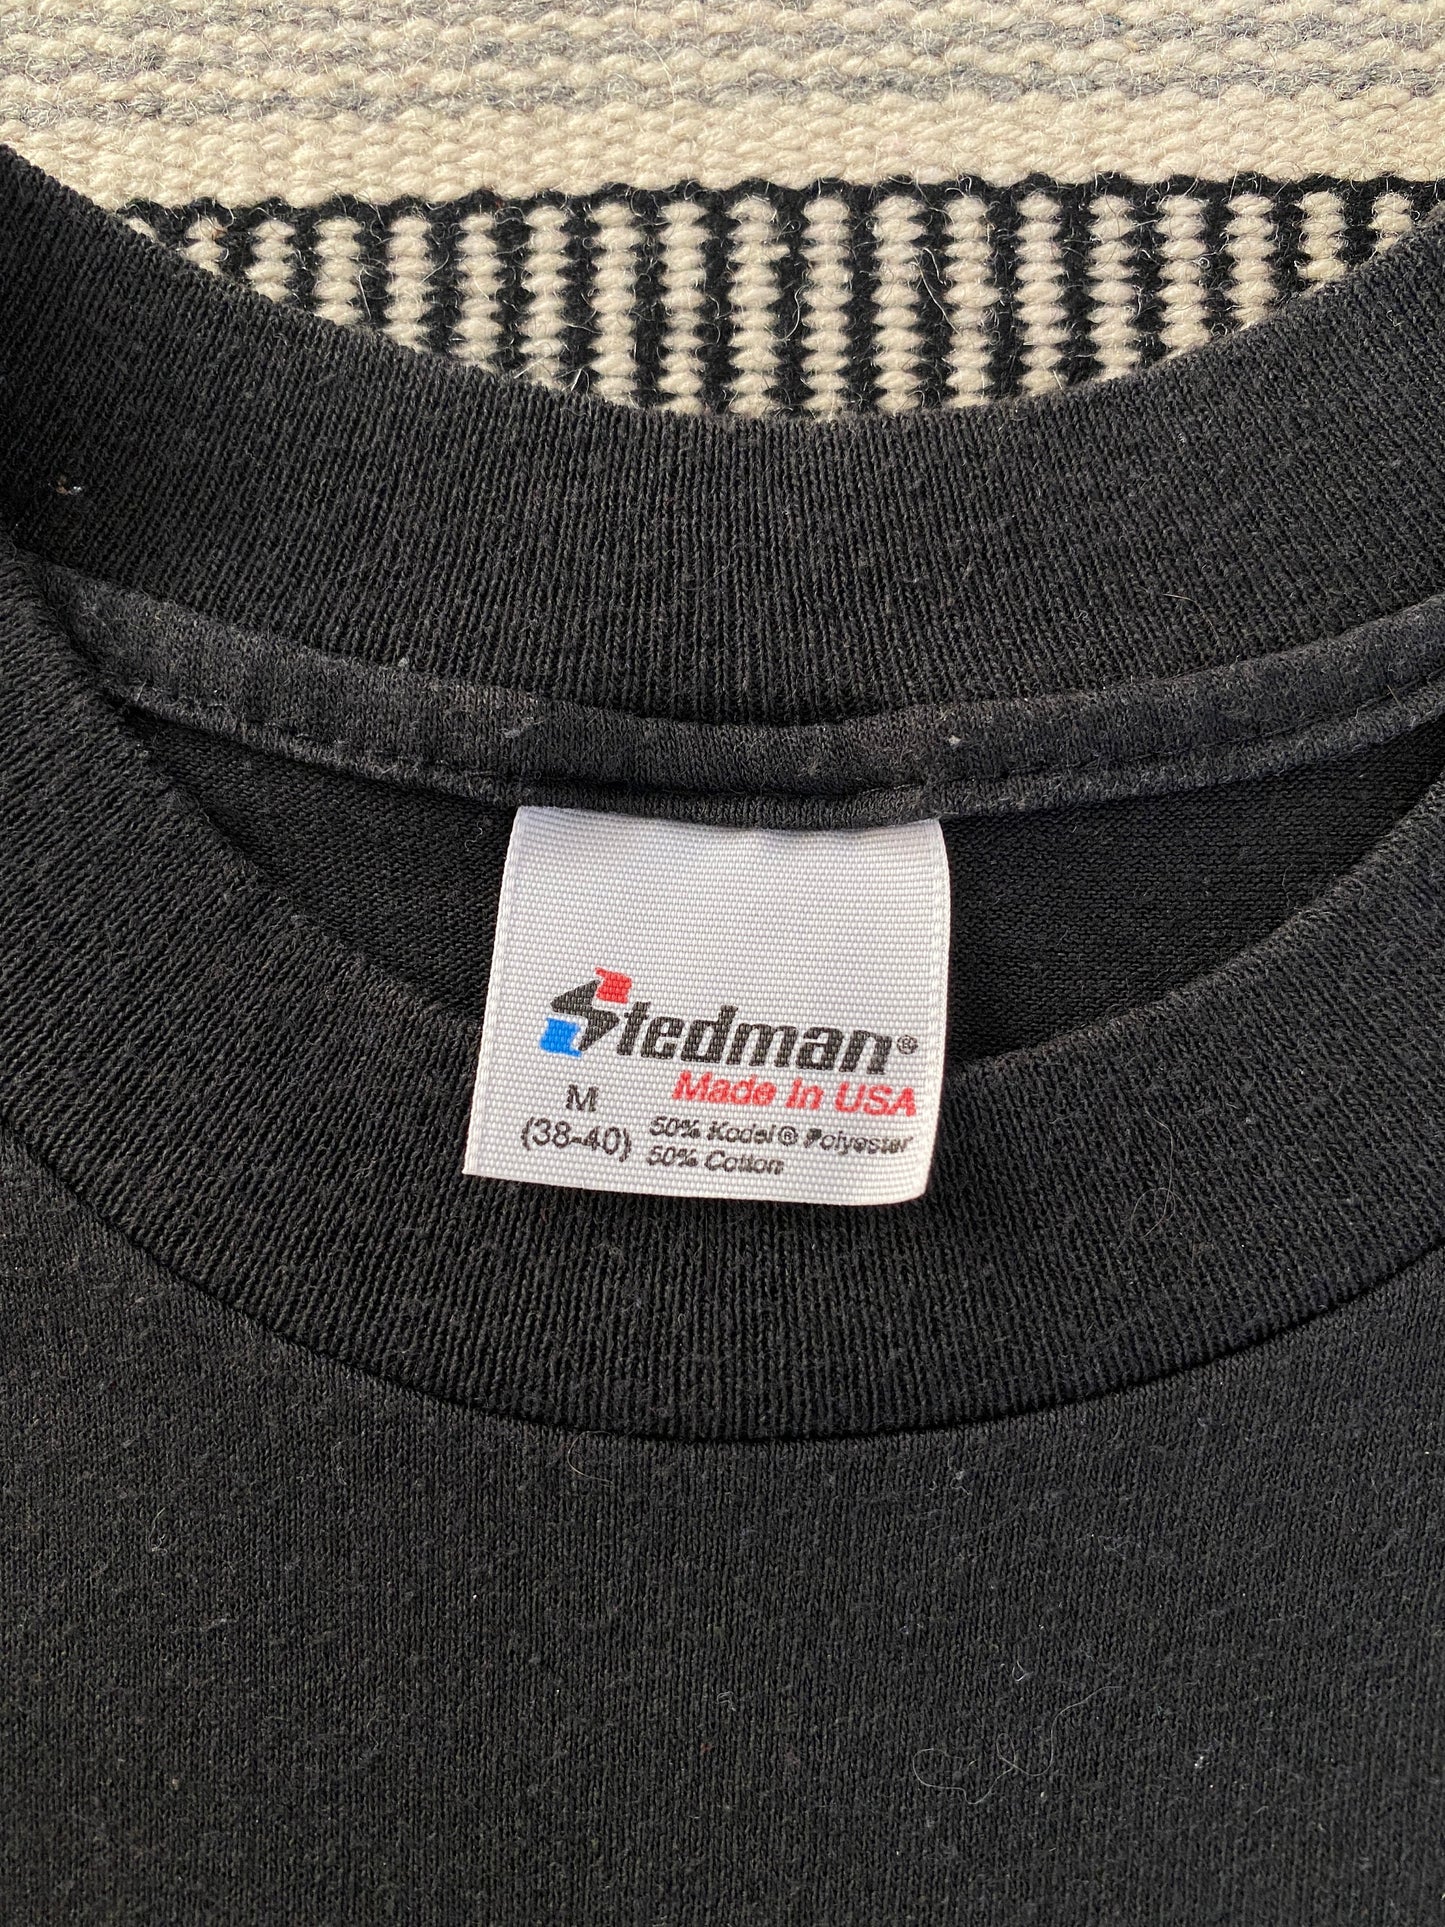 Stedman®
Made In USA
M
(38-40)
50% Kodel® Polyester
50% Cotton